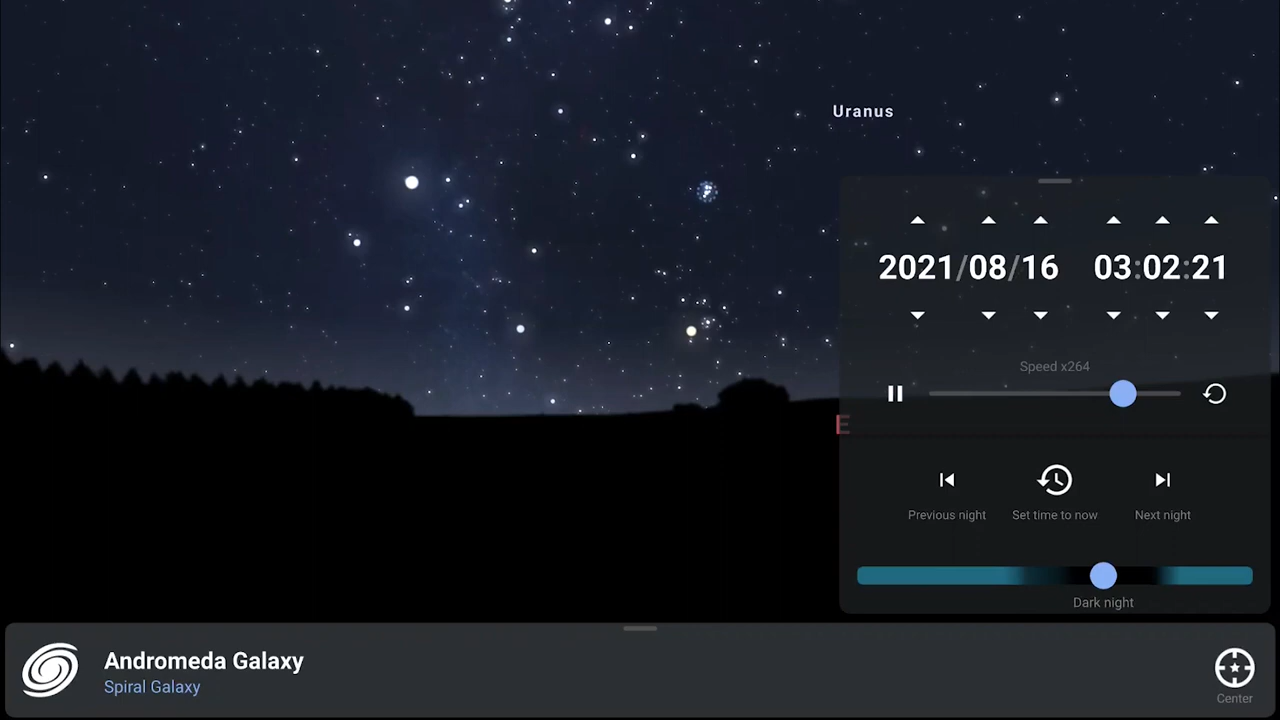 Uranus
2021/08/16 03:02:21
Speed x264
E
Previous night Set time to now Next night
Dark night
Andromeda Galaxy
Spiral Galaxy
Center